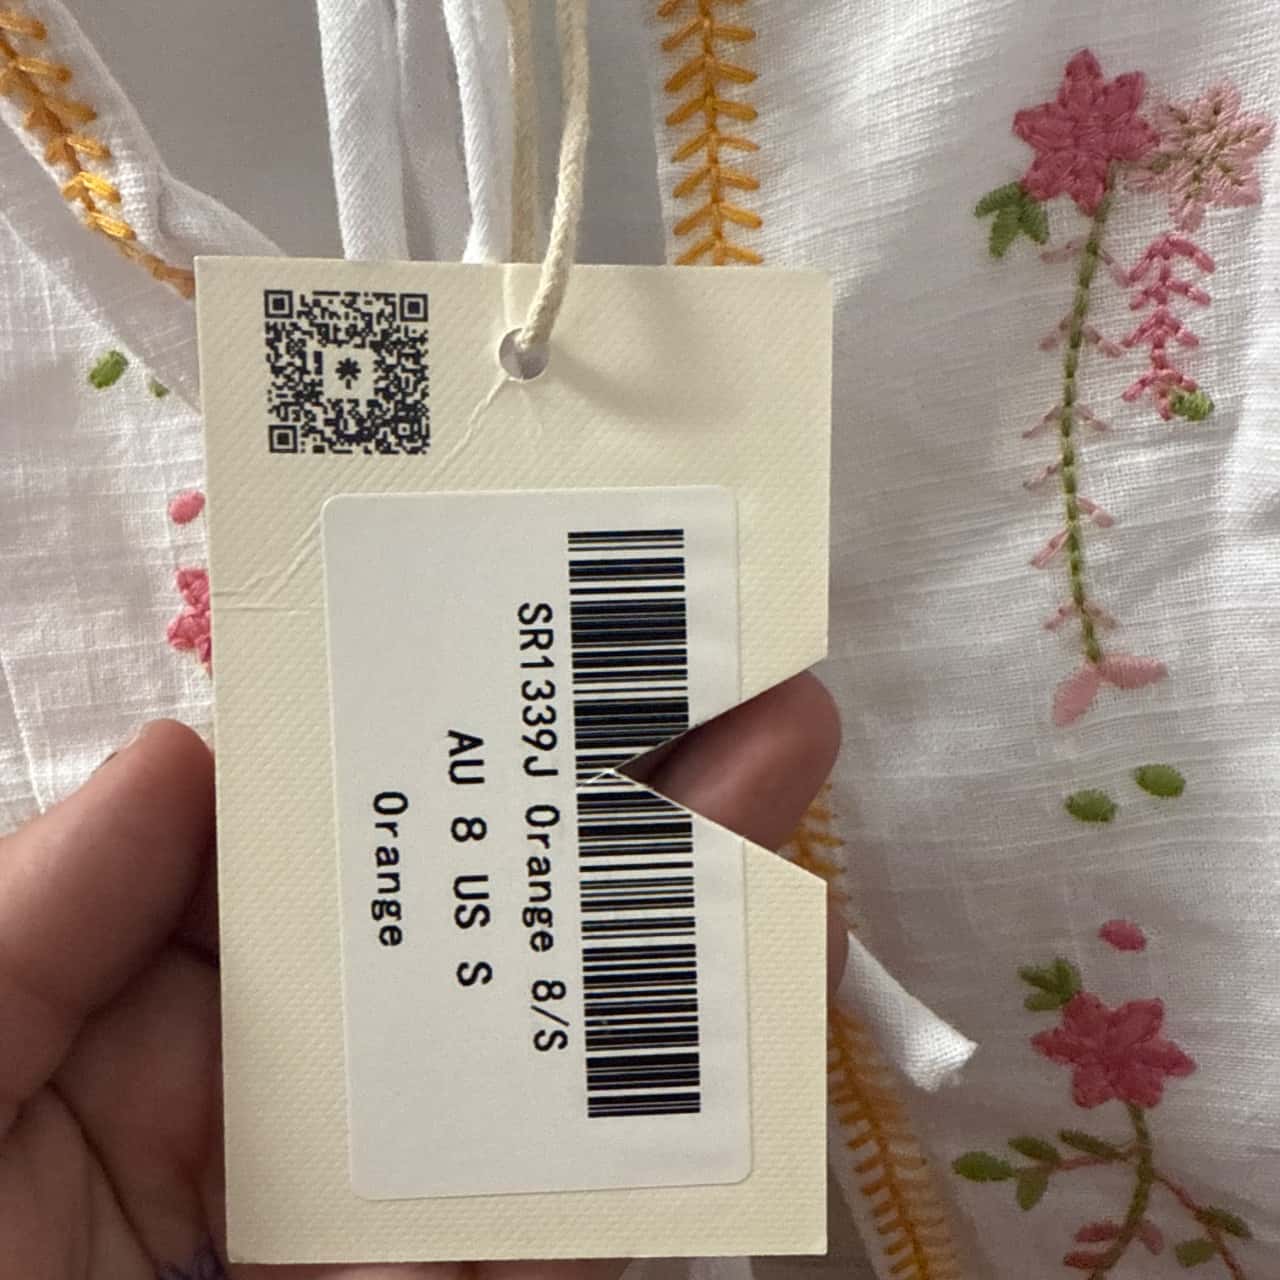 SR1339J Orange 8/S
AU 8 US S
Orange